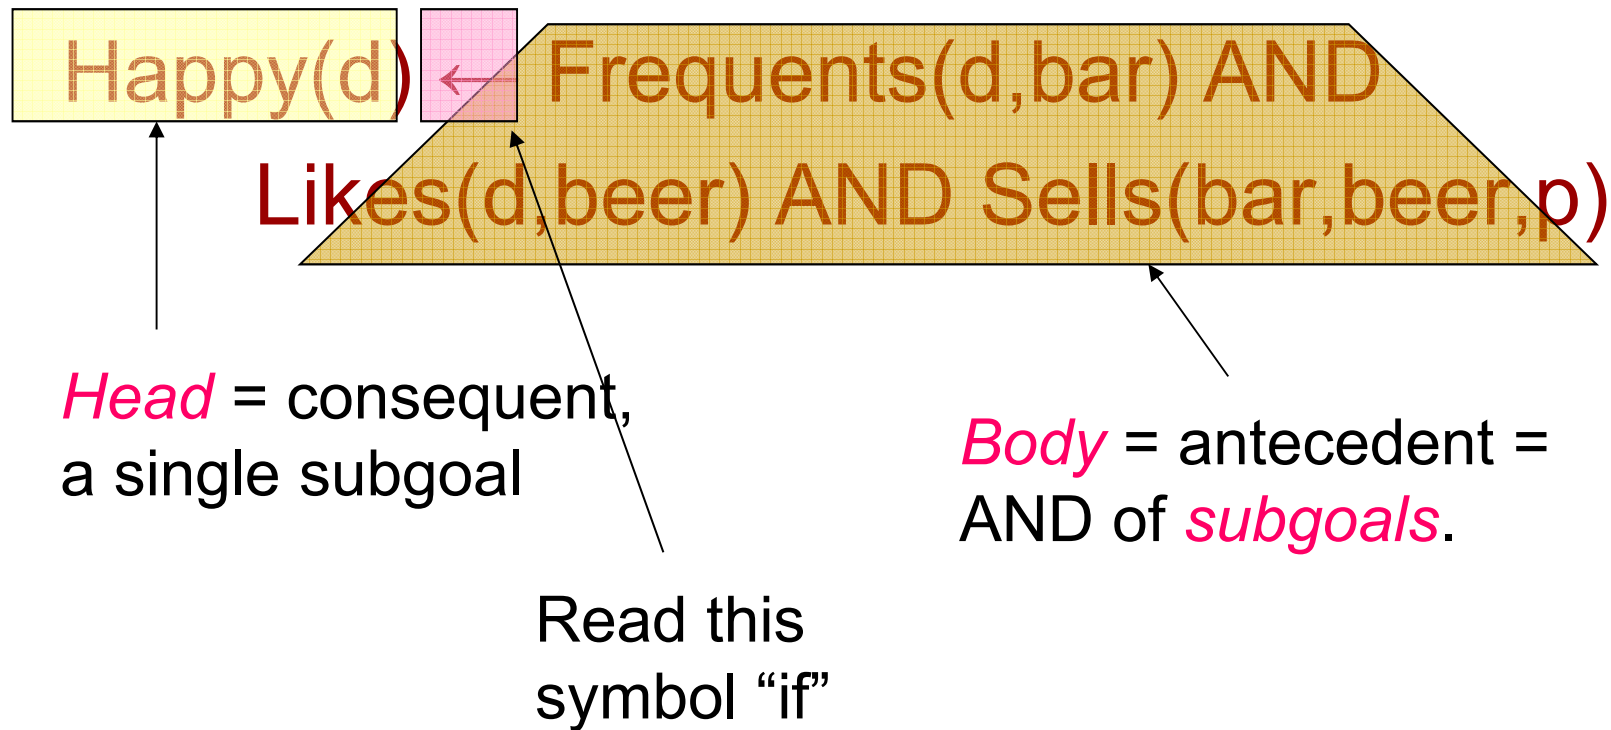 Happy(d) ← Frequents(d,bar) AND
Likes(d,beer) AND Sells(bar,beer,p)
Head = consequent,
a single subgoal
Body = antecedent =
AND of subgoals.
Read this
symbol “if”